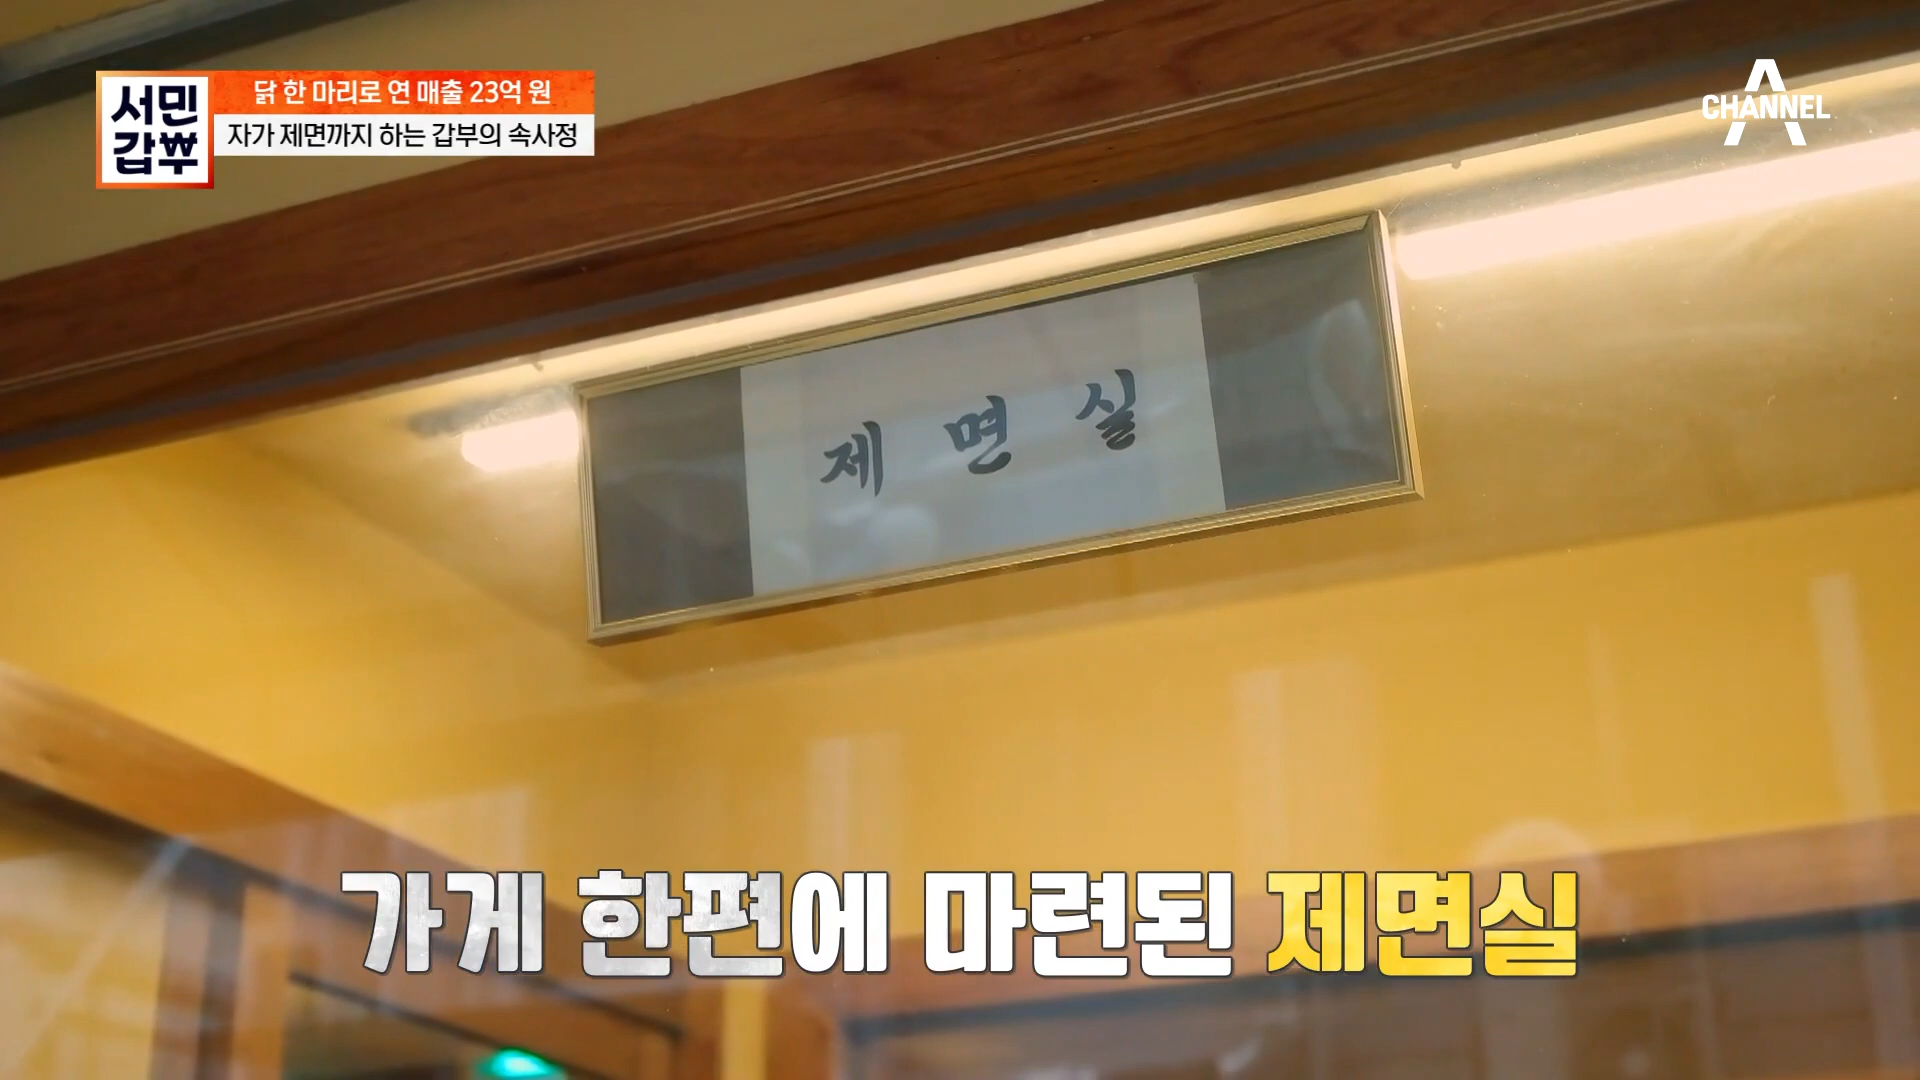 서민
갑부
닭 한 마리로 연 매출 23억 원
자가 제면까지 하는 갑부의 속사정
CHANNEL A
제 면 실
가게 한편에 마련된 제면실